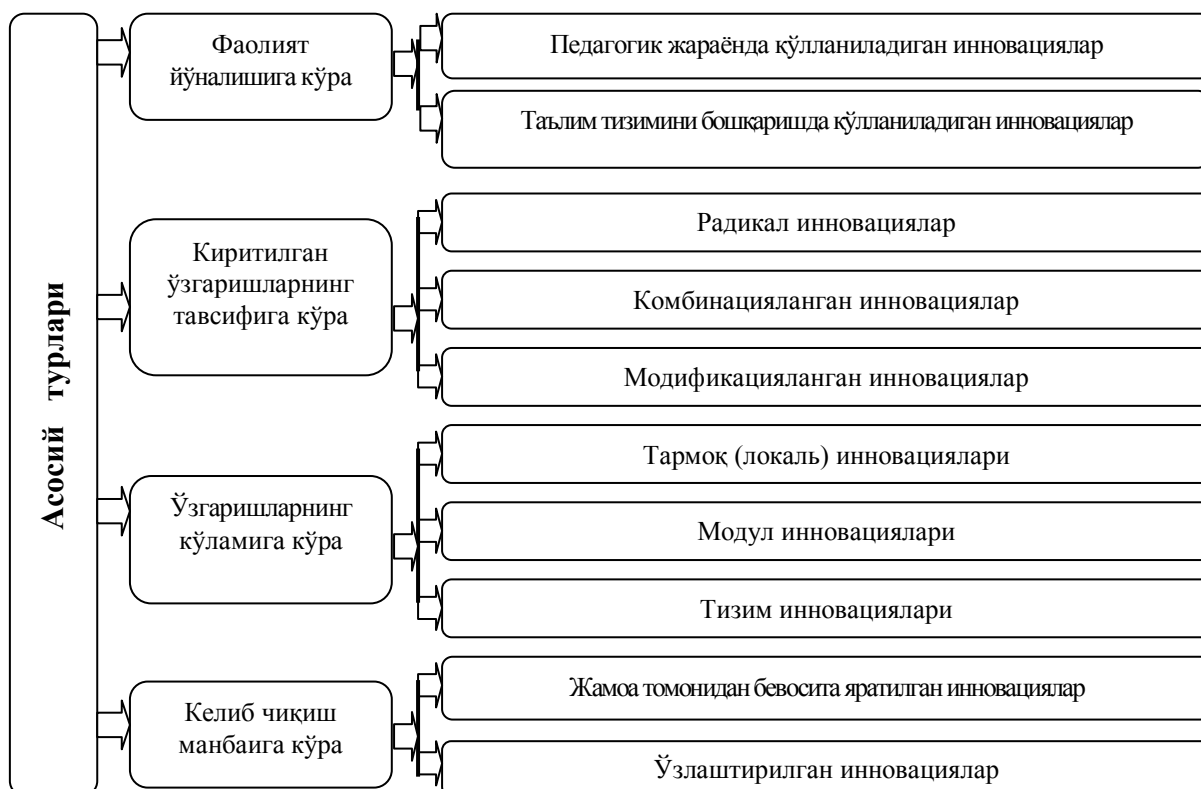 Асосий турлари
Фаолият
йўналишига кўра
Педагогик жараёнда қўлланиладиган инновациялар
Таълим тизимини бошқаришда қўлланиладиган инновациялар
Киритилган
ўзгаришларнинг
тавсифига кўра
Радикал инновациялар
Комбинацияланган инновациялар
Модификацияланган инновациялар
Ўзгаришларнинг
кўламига кўра
Тармоқ (локаль) инновациялари
Модул инновациялари
Тизим инновациялари
Келиб чиқиш
манбаига кўра
Жамоа томонидан бевосита яратилган инновациялар
Ўзлаштирилган инновациялар